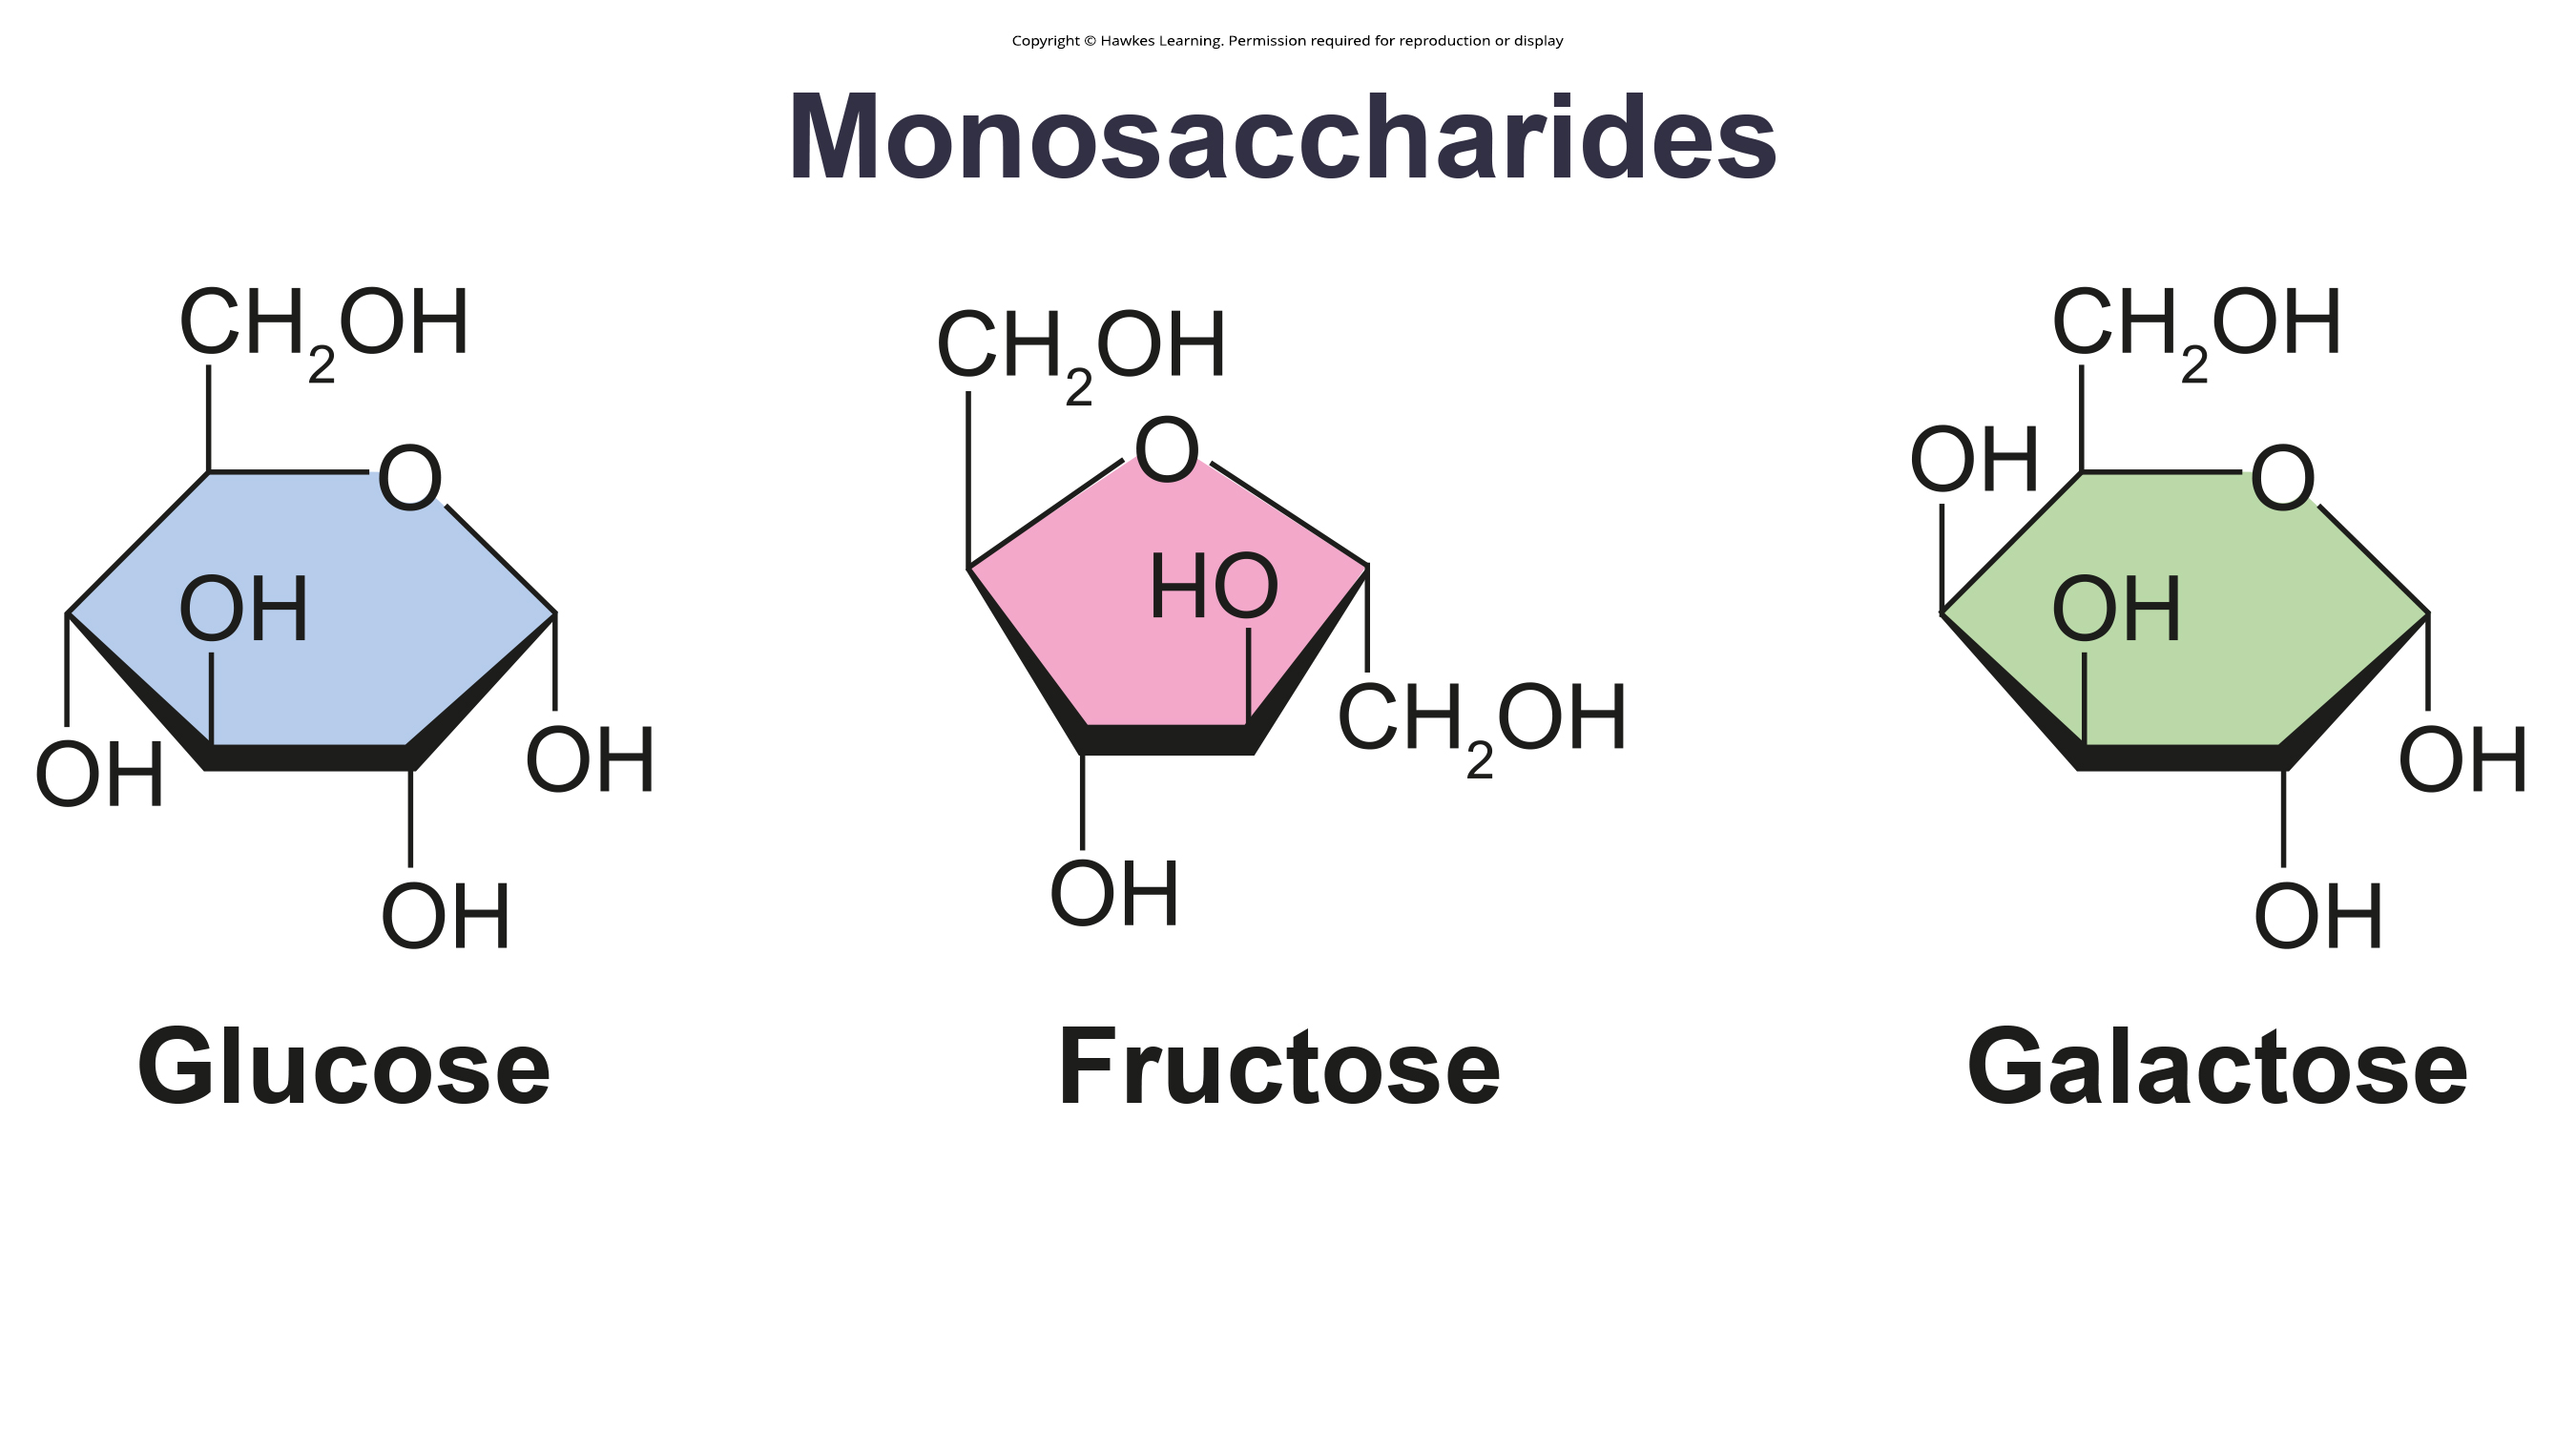 Copyright © Hawkes Learning. Permission required for reproduction or display
Monosaccharides
CH2OH
O
OH
OH
OH
OH
Glucose
CH2OH
O
HO
CH2OH
OH
Fructose
CH2OH
OH
O
OH
OH
OH
Galactose